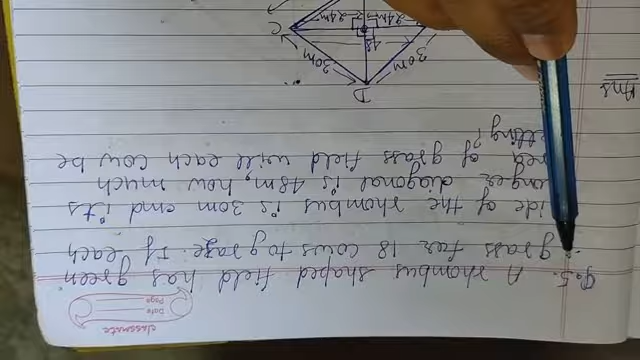 classmate
Date
Page
Q.5. A rhombus shaped field has green
grass for 18 cows to graze. If each
ide of the rhombus is 30m and its
onger diagonal is 48m, how much
rea of grass field will each cow be
etting?
D
30m
30m
48
C
24m
24m
Ans